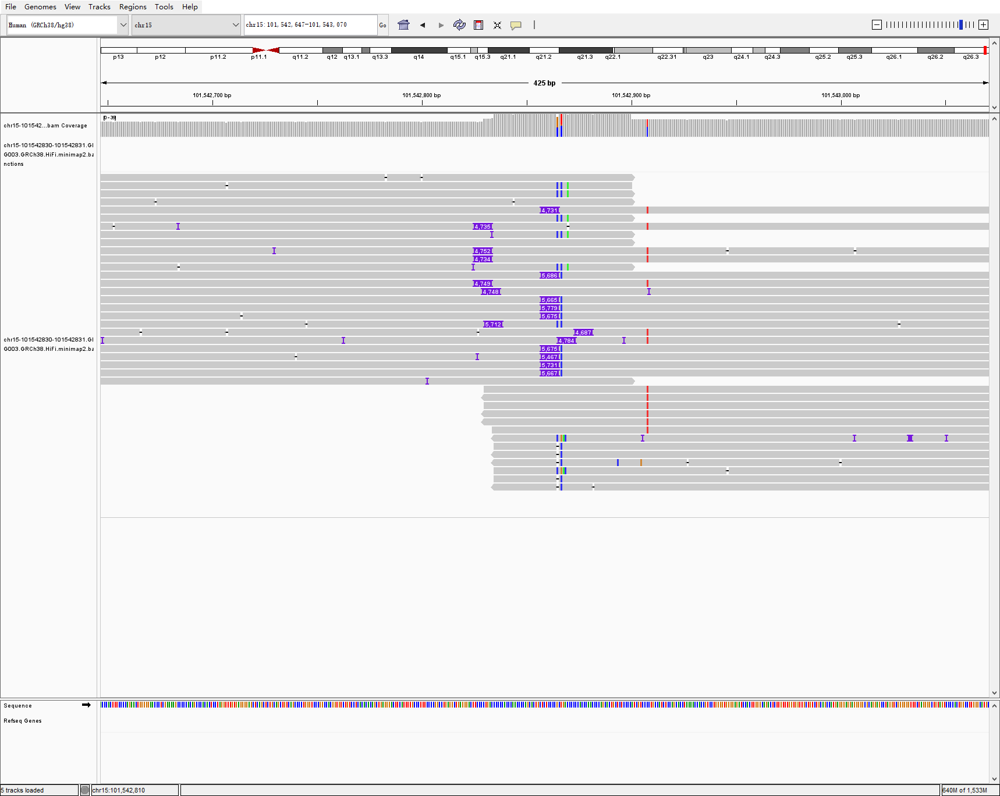 File Genomes View Tracks Regions Tools Help
Human (GRCh38/hg38) chr15 chr15:101,542,647-101,543,070 Go
p13 p12 p11.2 p11.1 q11.2 q12 q13.1 q13.3 q14 q15.1 q15.3 q21.1 q21.2 q21.3 q22.1 q22.31 q23 q24.1 q24.3 q25.2 q25.3 q26.1 q26.2 q26.3
425 bp
101,542,700 bp 101,542,800 bp 101,542,900 bp 101,543,000 bp
[0-39]
chr15-101542...bam Coverage
chr15-101542830-101542831.GI
G003.GRCh38.HiFi.minimap2.ba
nctions
4,731
4,735
4,752
4,734
5,686
4,749
4,748
5,665
5,779
5,675
5,712
4,687
chr15-101542830-101542831.GI
4,784
G003.GRCh38.HiFi.minimap2.ba
5,675
5,467
5,731
5,667
Sequence
Refseq Genes
5 tracks loaded chr15:101,542,810 640M of 1,533M